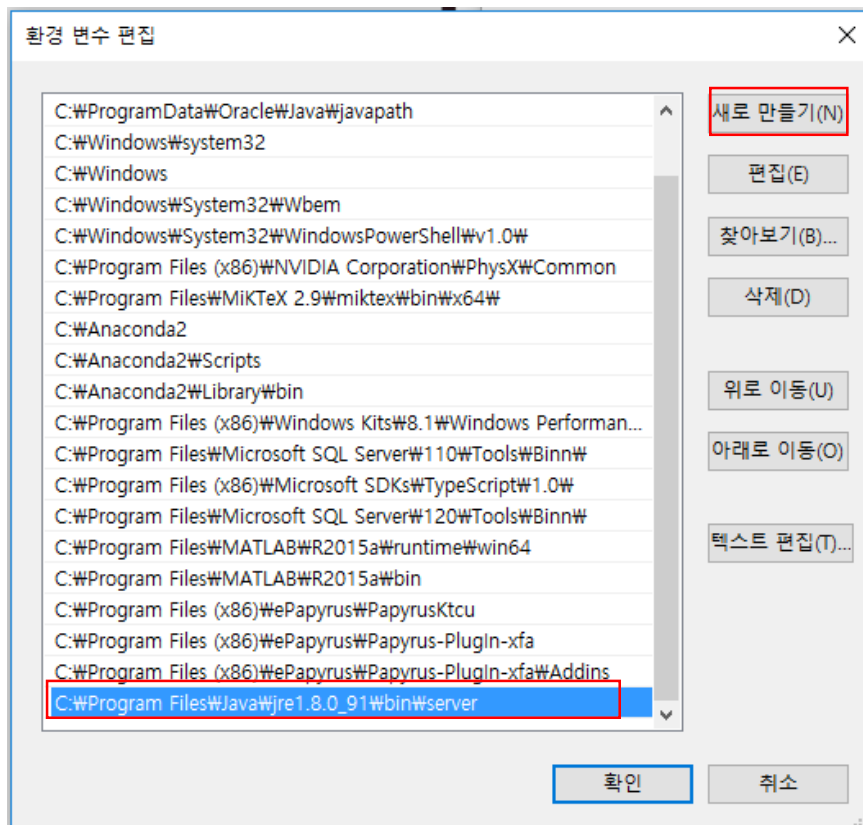 환경 변수 편집
C:₩ProgramData₩Oracle₩Java₩javapath
C:₩Windows₩system32
C:₩Windows
C:₩Windows₩System32₩Wbem
C:₩Windows₩System32₩WindowsPowerShell₩v1.0₩
C:₩Program Files (x86)₩NVIDIA Corporation₩PhysX₩Common
C:₩Program Files₩MiKTeX 2.9₩miktex₩bin₩x64₩
C:₩Anaconda2
C:₩Anaconda2₩Scripts
C:₩Anaconda2₩Library₩bin
C:₩Program Files (x86)₩Windows Kits₩8.1₩Windows Performan...
C:₩Program Files₩Microsoft SQL Server₩110₩Tools₩Binn₩
C:₩Program Files (x86)₩Microsoft SDKs₩TypeScript₩1.0₩
C:₩Program Files₩Microsoft SQL Server₩120₩Tools₩Binn₩
C:₩Program Files₩MATLAB₩R2015a₩runtime₩win64
C:₩Program Files₩MATLAB₩R2015a₩bin
C:₩Program Files (x86)₩ePapyrus₩PapyrusKtcu
C:₩Program Files (x86)₩ePapyrus₩Papyrus-PlugIn-xfa
C:₩Program Files (x86)₩ePapyrus₩Papyrus-PlugIn-xfa₩Addins
C:₩Program Files₩Java₩jre1.8.0_91₩bin₩server
새로 만들기(N)
편집(E)
찾아보기(B)...
삭제(D)
위로 이동(U)
아래로 이동(O)
텍스트 편집(T)...
확인
취소